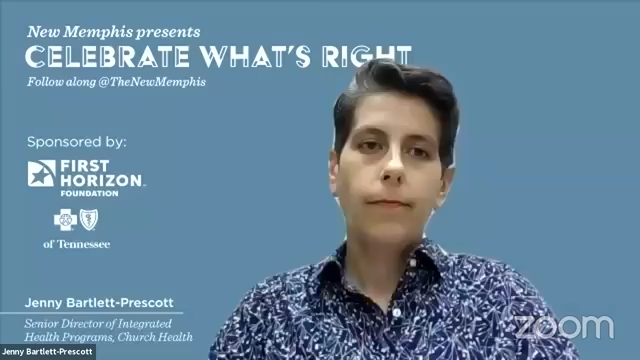 New Memphis presents
CELEBRATE WHAT'S RIGHT
Follow along @TheNewMemphis
Sponsored by:
FIRST
HORIZON
FOUNDATION
of Tennessee
Jenny Bartlett-Prescott
Senior Director of Integrated
Health Programs, Church Health
Jenny Bartlett-Prescott
zoom